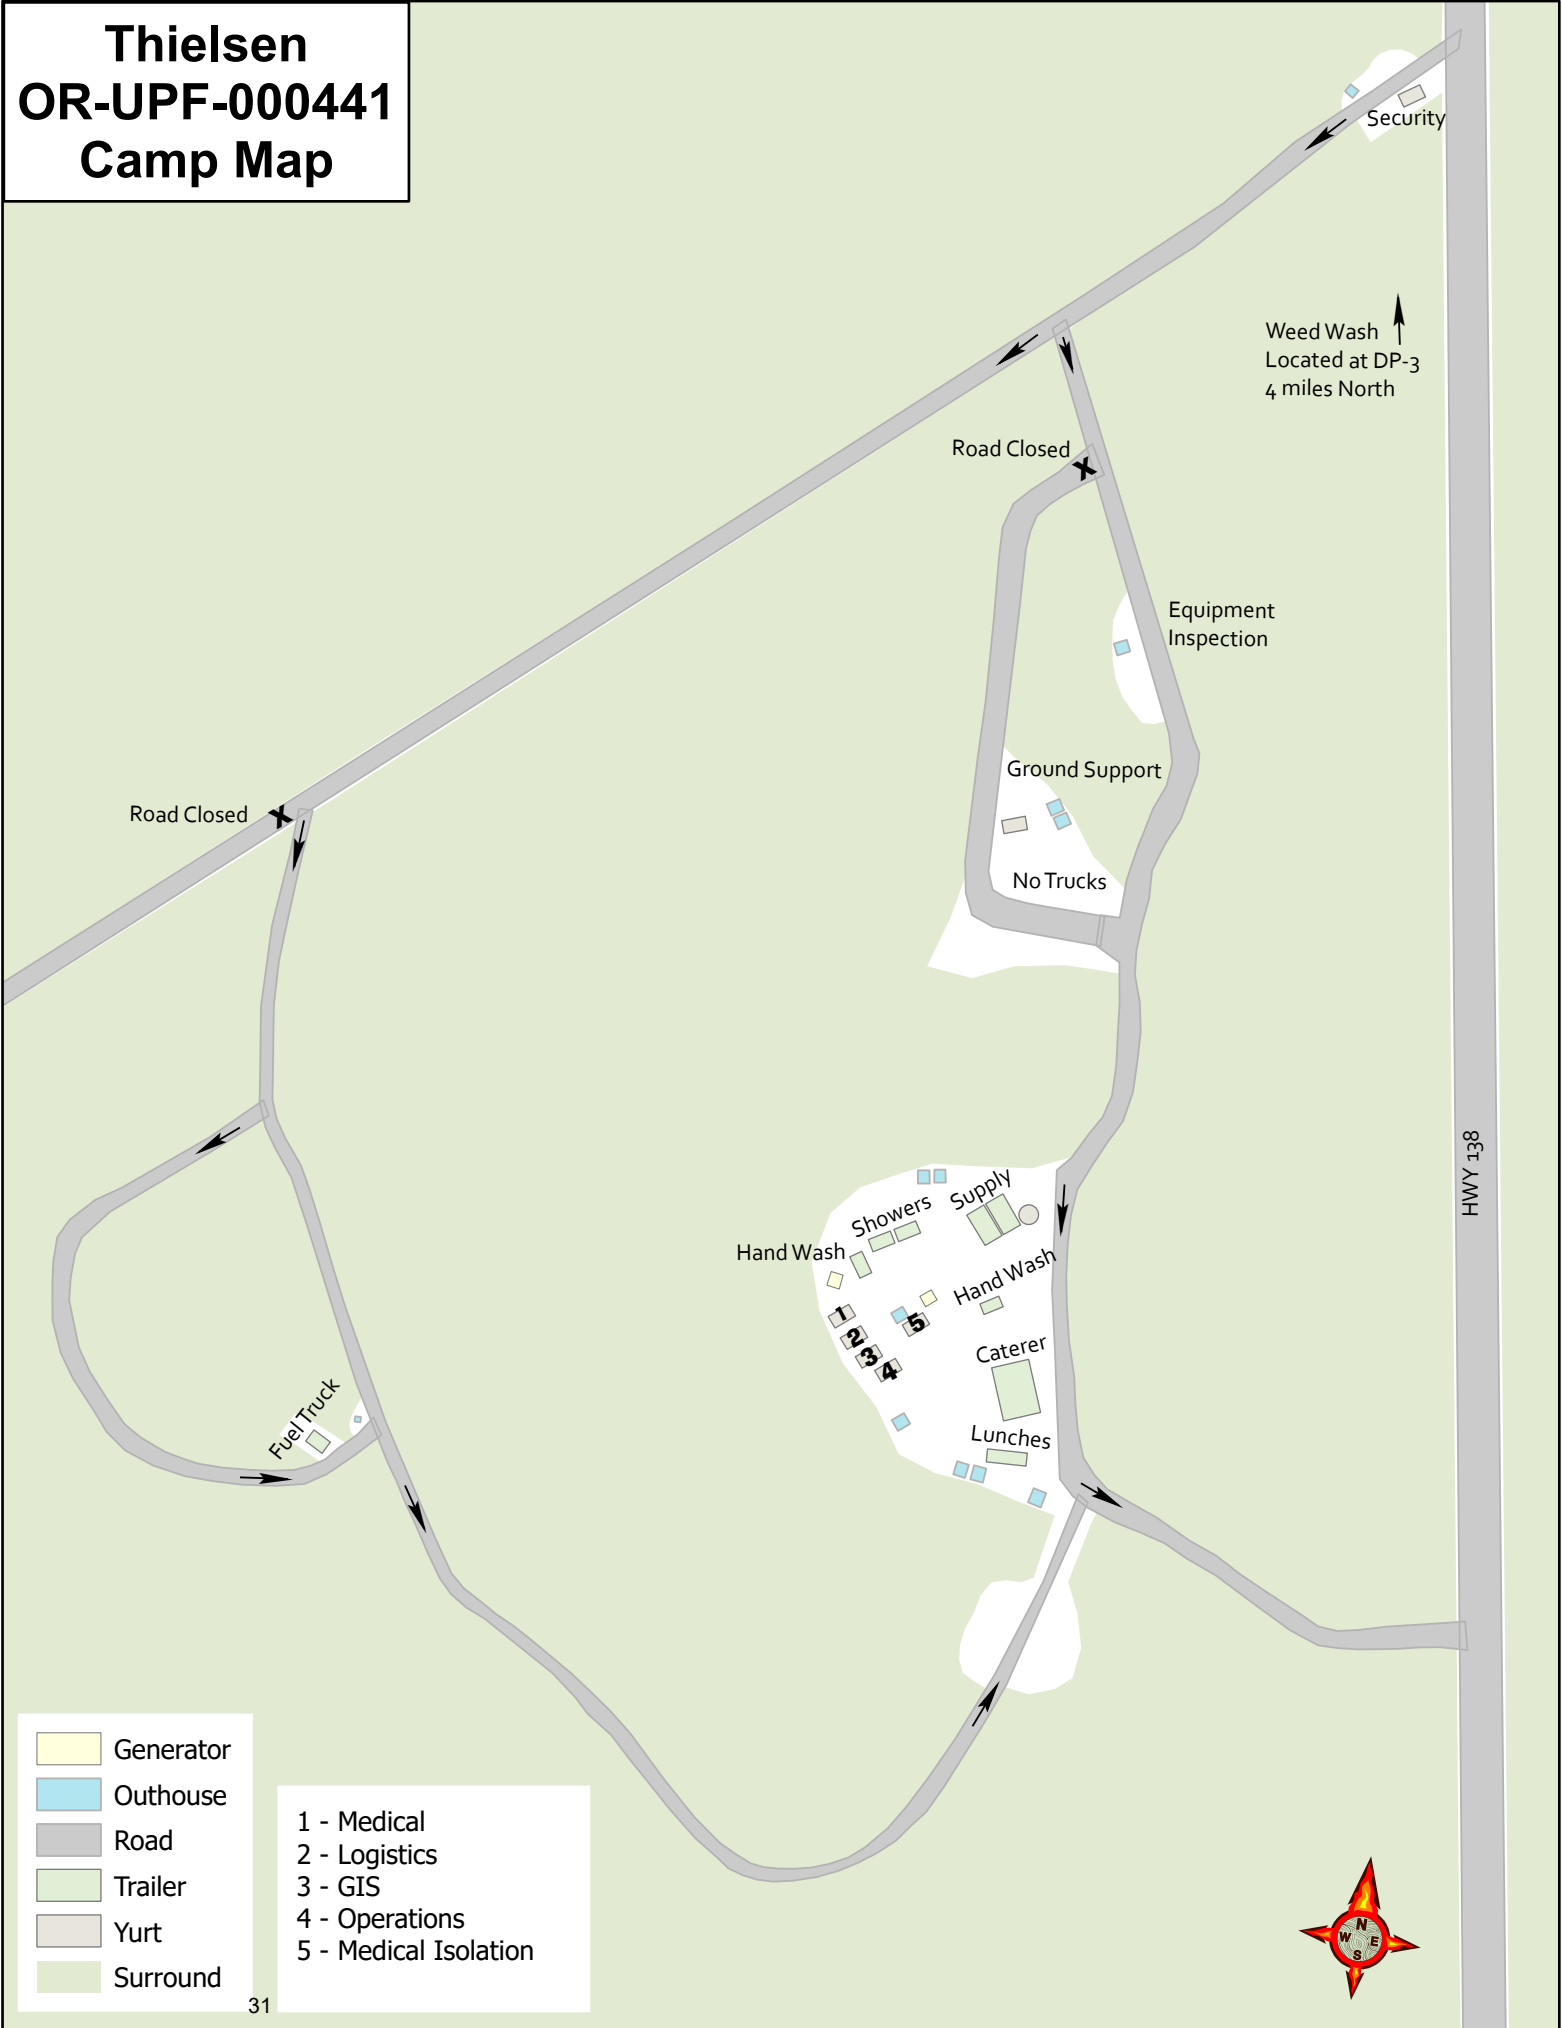 Thielsen
OR-UPF-000441
Camp Map
Security
Weed Wash
Located at DP-3
4 miles North
Road Closed
X
Equipment
Inspection
Ground Support
Road Closed
X
No Trucks
HWY 138
Supply
Showers
Hand Wash
Hand Wash
1
2
3
4
5
Caterer
Fuel Truck
Lunches
Generator
Outhouse
Road
Trailer
Yurt
Surround
1 - Medical
2 - Logistics
3 - GIS
4 - Operations
5 - Medical Isolation
N
W
E
S
31